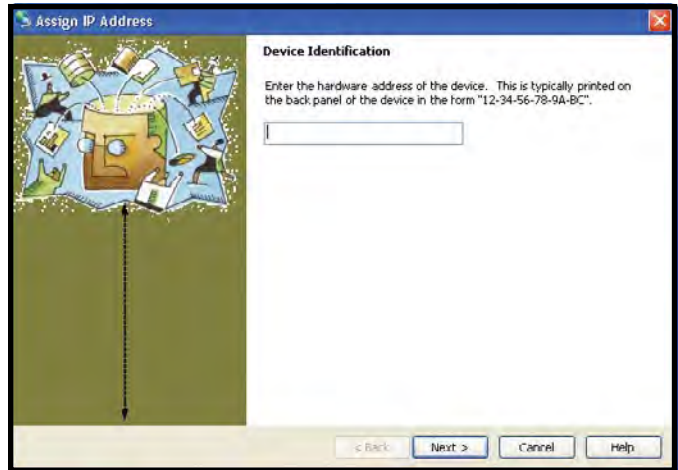 Assign IP Address
Device Identification
Enter the hardware address of the device. This is typically printed on
the back panel of the device in the form "12-34-56-78-9A-BC".
< Back
Next >
Cancel
Help